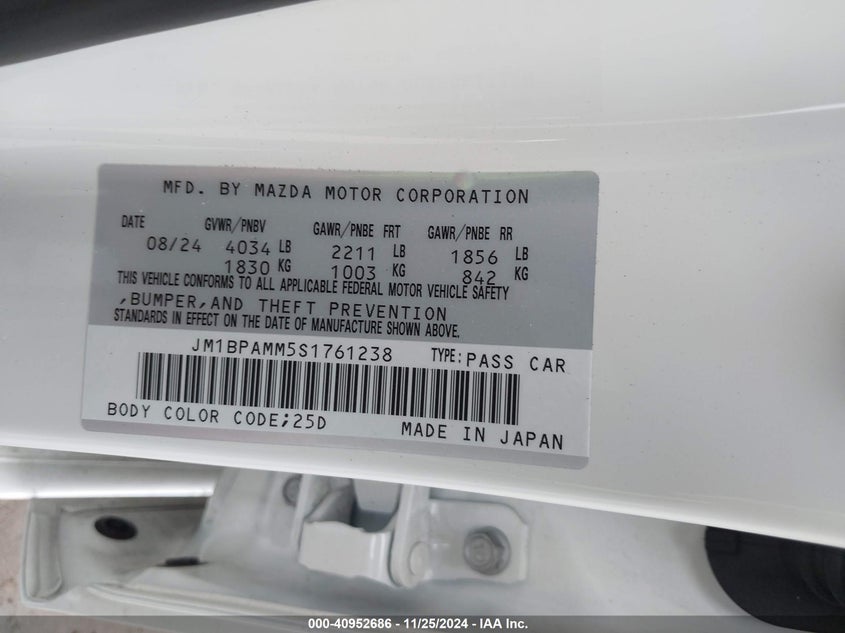 MFD. BY MAZDA MOTOR CORPORATION
DATE GVWR/PNBV GAWR/PNBE FRT GAWR/PNBE RR
08/24 4034 LB 2211 LB 1856 LB
1830 KG 1003 KG 842 KG
THIS VEHICLE CONFORMS TO ALL APPLICABLE FEDERAL MOTOR VEHICLE SAFETY
,BUMPER,AND THEFT PREVENTION
STANDARDS IN EFFECT ON THE DATE OF MANUFACTURE SHOWN ABOVE.
JM1BPAMM5S1761238 TYPE:PASS CAR
BODY COLOR CODE;25D MADE IN JAPAN
000-40952686 - 11/25/2024 - IAA Inc.